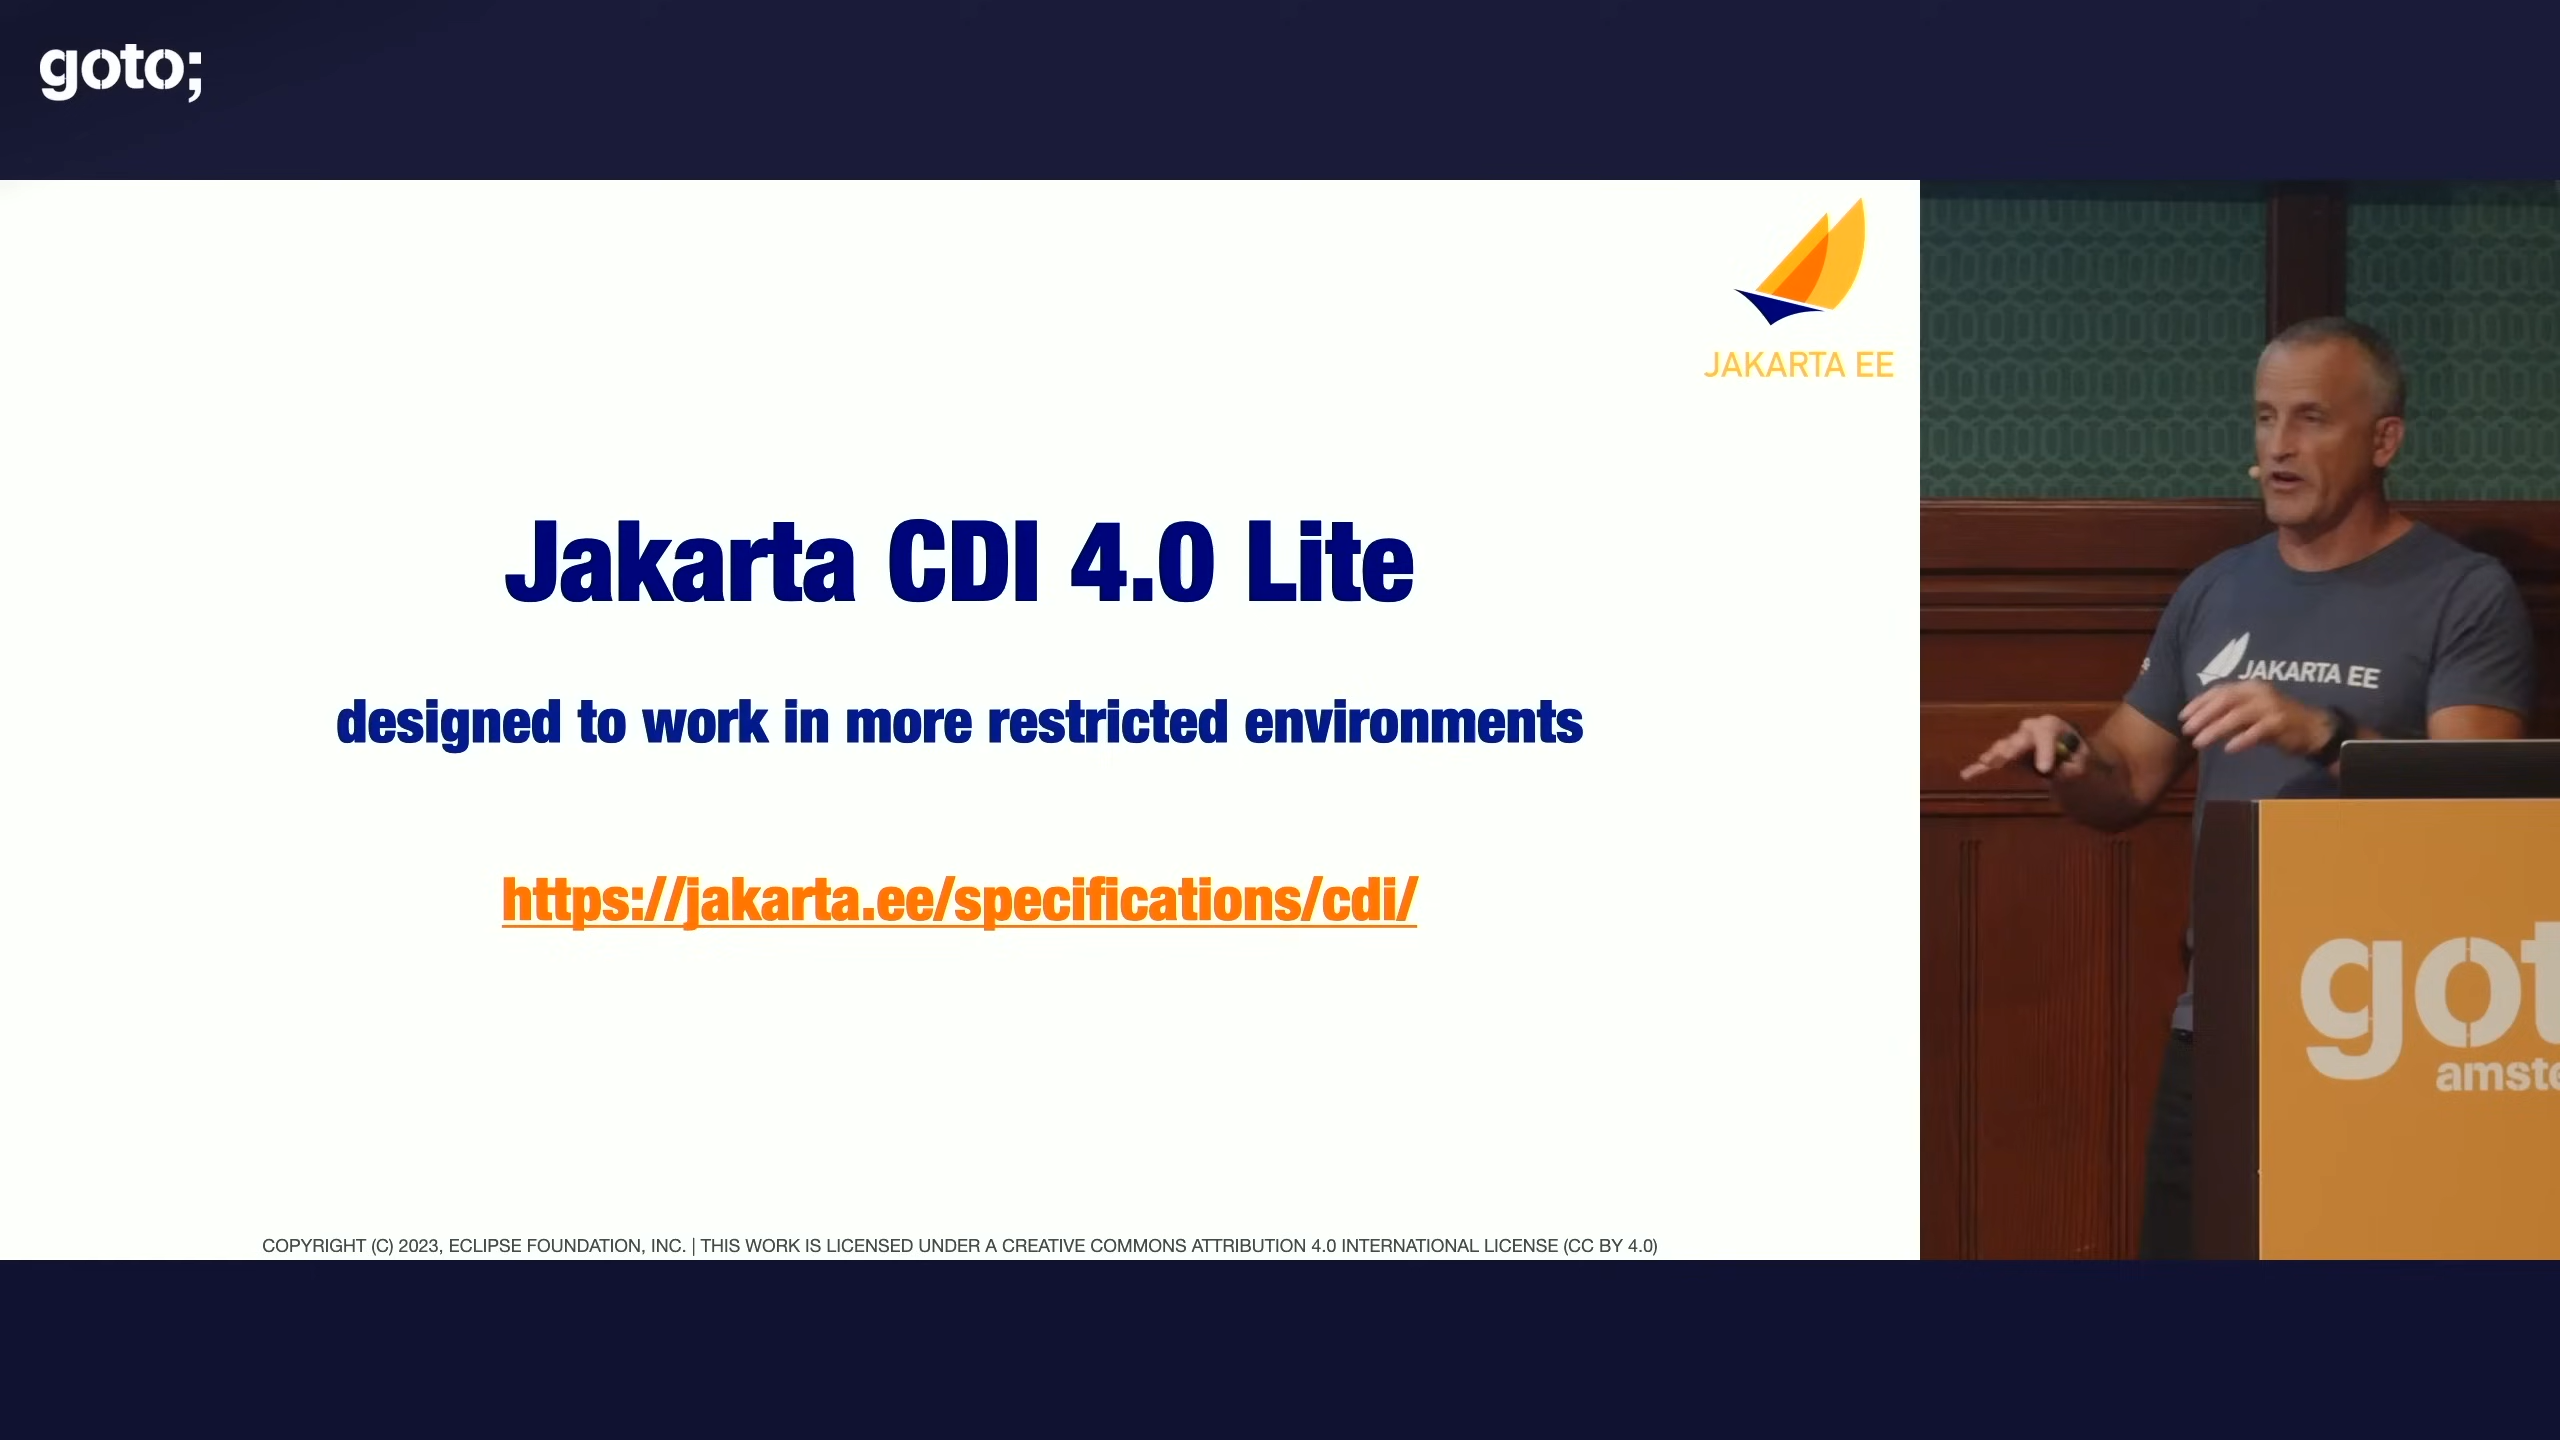 goto;
JAKARTA EE
Jakarta CDI 4.0 Lite
designed to work in more restricted environments
https://jakarta.ee/specifications/cdi/
COPYRIGHT (C) 2023, ECLIPSE FOUNDATION, INC. | THIS WORK IS LICENSED UNDER A CREATIVE COMMONS ATTRIBUTION 4.0 INTERNATIONAL LICENSE (CC BY 4.0)
JAKARTA EE
got
amste